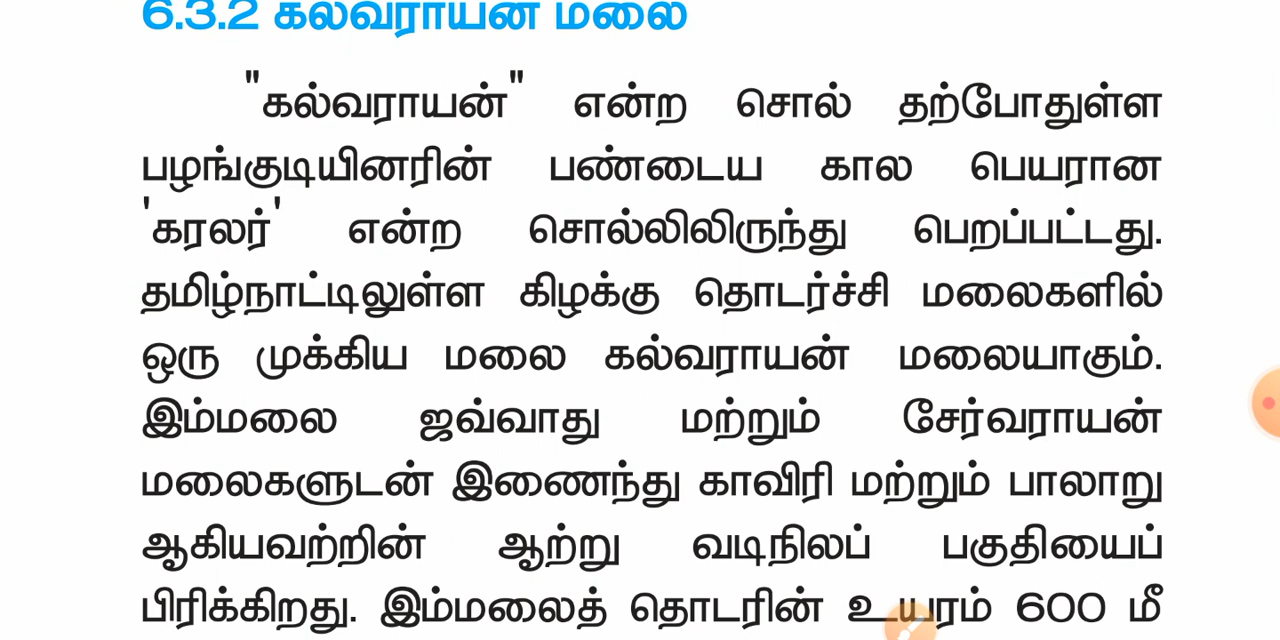 6.3.2 கல்வராயன் மலை
"கல்வராயன்" என்ற சொல் தற்போதுள்ள
பழங்குடியினரின் பண்டைய கால பெயரான
'கரலர்' என்ற சொல்லிலிருந்து பெறப்பட்டது.
தமிழ்நாட்டிலுள்ள கிழக்கு தொடர்ச்சி மலைகளில்
ஒரு முக்கிய மலை கல்வராயன் மலையாகும்.
இம்மலை ஜவ்வாது மற்றும் சேர்வராயன்
மலைகளுடன் இணைந்து காவிரி மற்றும் பாலாறு
ஆகியவற்றின் ஆற்று வடிநிலப் பகுதியைப்
பிரிக்கிறது. இம்மலைத் தொடரின் உயரம் 600 மீ